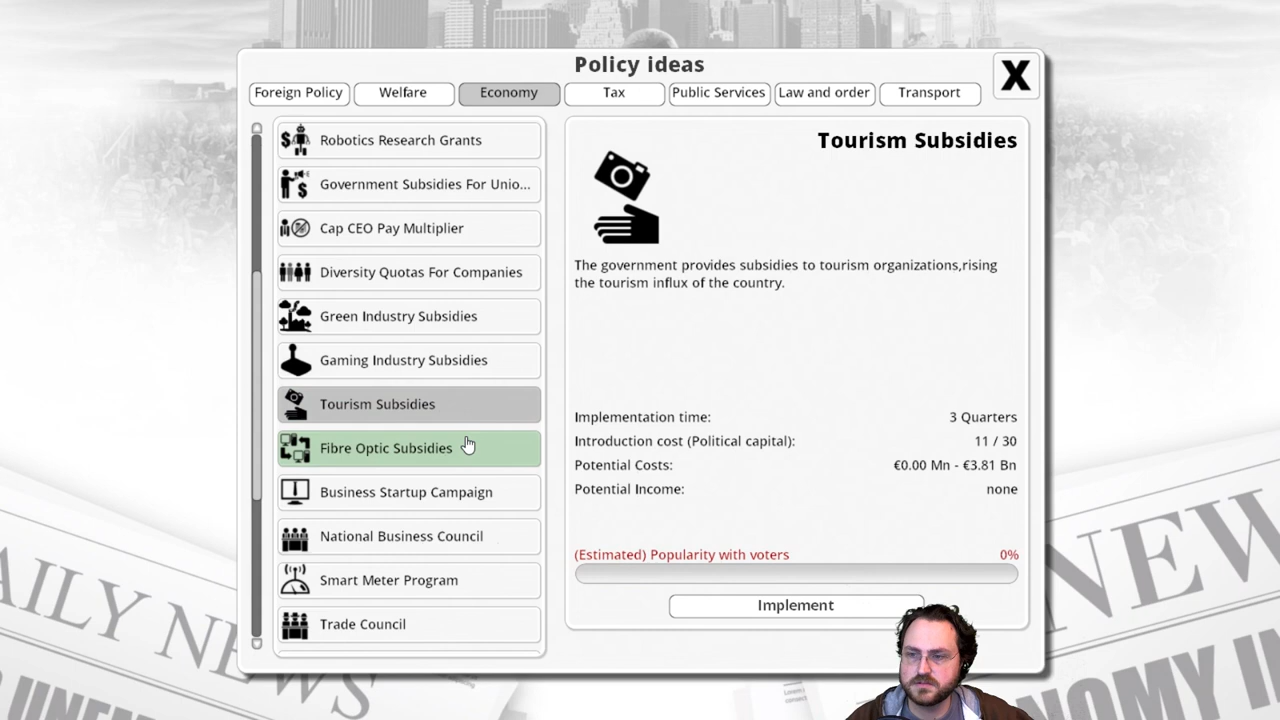 Policy ideas
X
Foreign Policy
Welfare
Economy
Tax
Public Services
Law and order
Transport
Robotics Research Grants
Government Subsidies For Unio...
Cap CEO Pay Multiplier
Diversity Quotas For Companies
Green Industry Subsidies
Gaming Industry Subsidies
Tourism Subsidies
Fibre Optic Subsidies
Business Startup Campaign
National Business Council
Smart Meter Program
Trade Council
Tourism Subsidies
The government provides subsidies to tourism organizations,rising
the tourism influx of the country.
Implementation time: 3 Quarters
Introduction cost (Political capital): 11 / 30
Potential Costs: €0.00 Mn - €3.81 Bn
Potential Income: none
(Estimated) Popularity with voters 0%
Implement
AILY NEWS
NEW